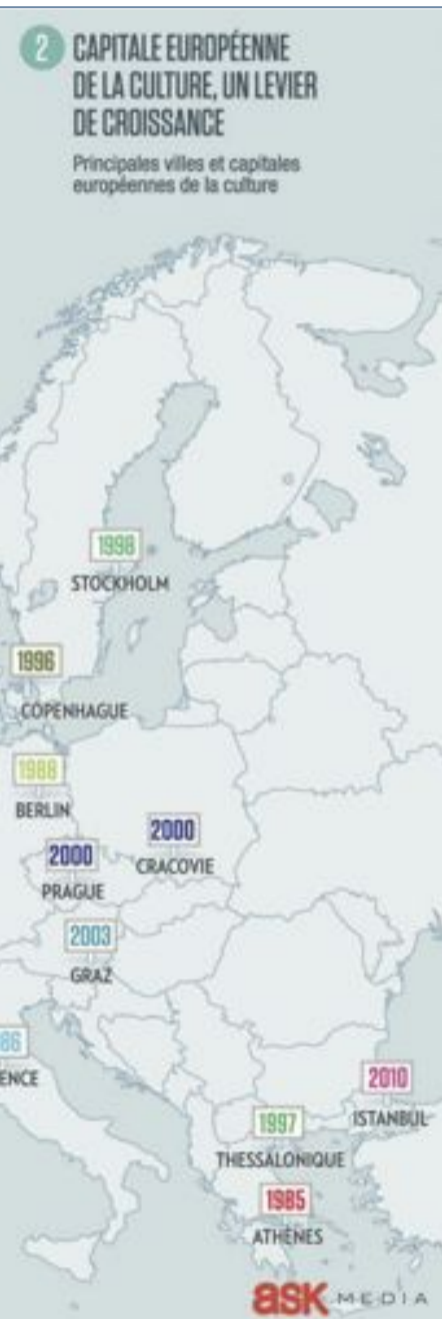 2 CAPITALE EUROPÉENNE
DE LA CULTURE, UN LEVIER
DE CROISSANCE
Principales villes et capitales
européennes de la culture
1998
STOCKHOLM
1996
COPENHAGUE
1988
BERLIN
2000
CRACOVIE
2000
PRAGUE
2003
GRAZ
86
ENCE
2010
ISTANBUL
1997
THESSALONIQUE
1985
ATHÈNES
ask MEDIA